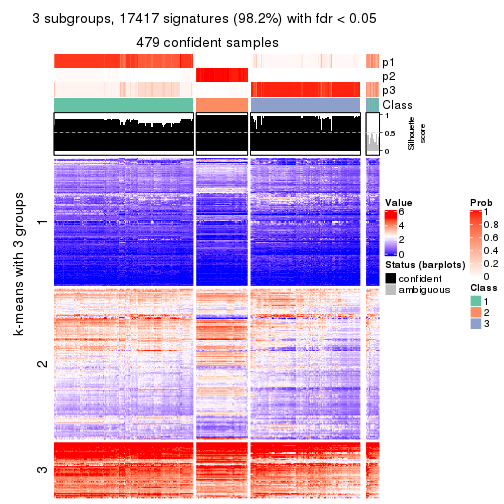 3 subgroups, 17417 signatures (98.2%) with fdr < 0.05
479 confident samples
p1
p2
p3
Class
1
0.5
0
Silhouette
score
k-means with 3 groups
1
2
3
Value
6
4
2
0
Status (barplots)
confident
ambiguous
Prob
1
0.8
0.6
0.4
0.2
0
Class
1
2
3